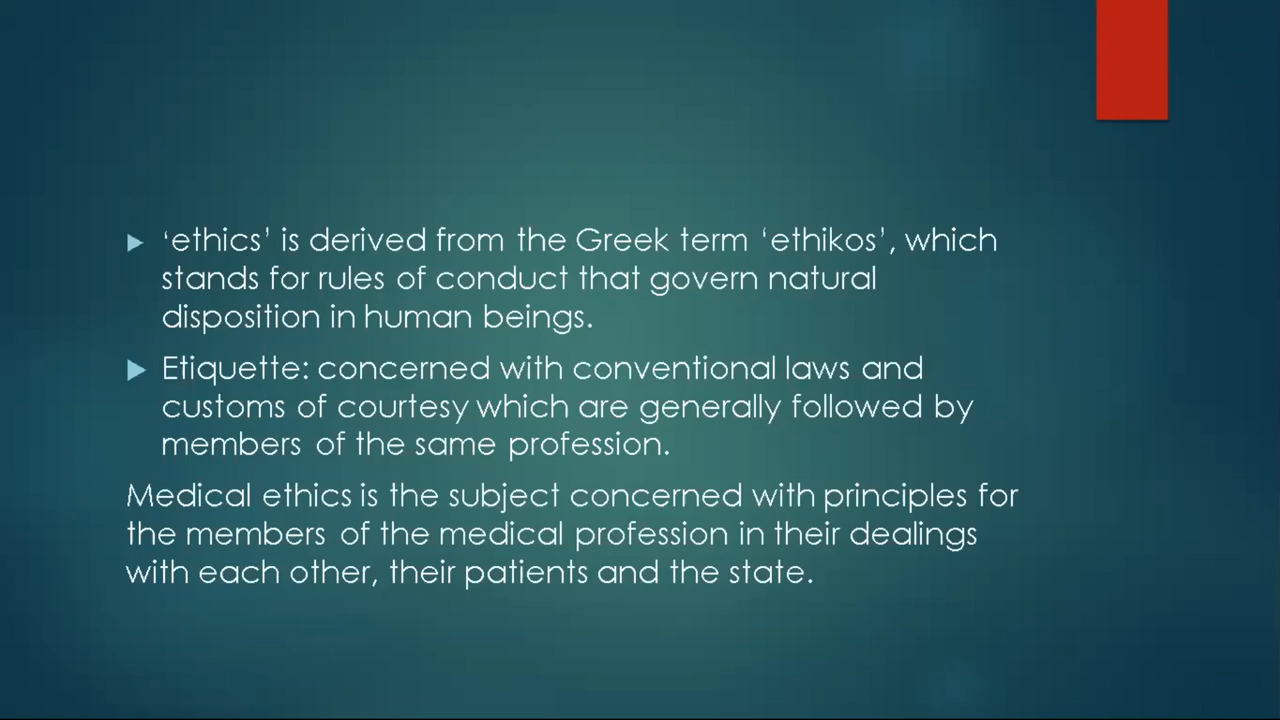 ‘ethics’ is derived from the Greek term ‘ethikos’, which
stands for rules of conduct that govern natural
disposition in human beings.
Etiquette: concerned with conventional laws and
customs of courtesy which are generally followed by
members of the same profession.
Medical ethics is the subject concerned with principles for
the members of the medical profession in their dealings
with each other, their patients and the state.